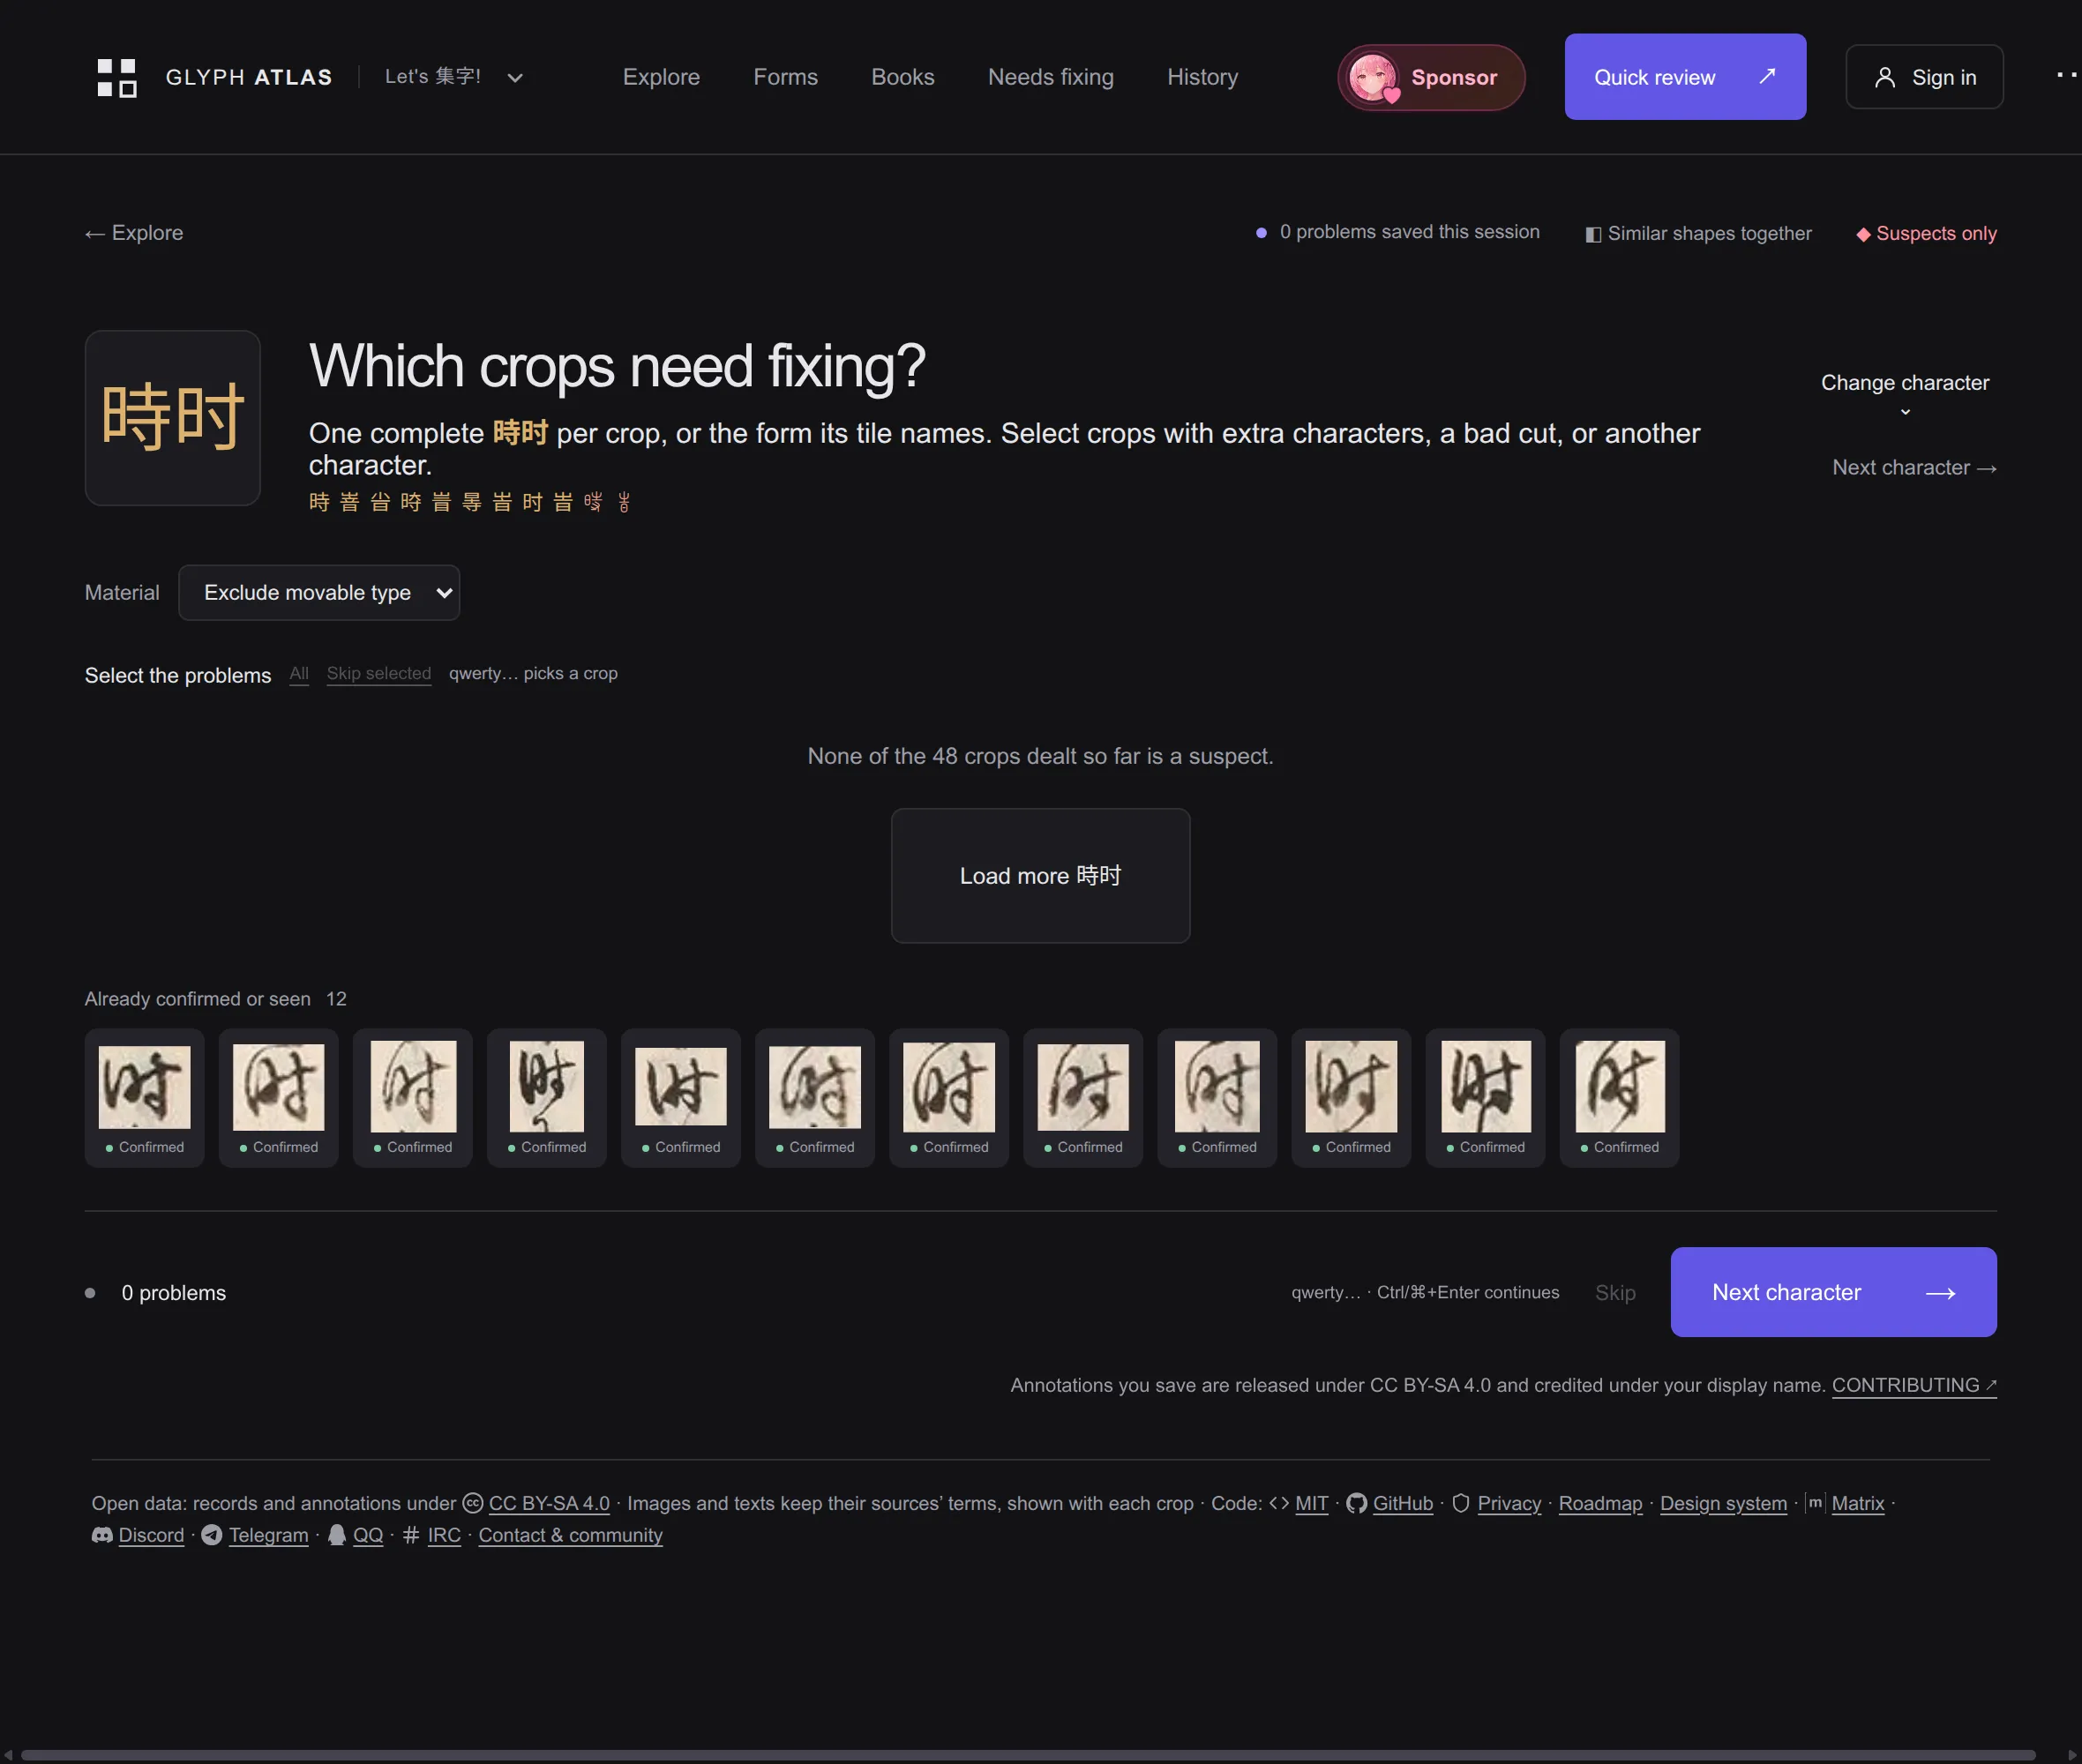 GLYPH ATLAS
Let's 集字!
Explore
Forms
Books
Needs fixing
History
Sponsor
Quick review ↗
Sign in
← Explore
0 problems saved this session
Similar shapes together
Suspects only
時时
Which crops need fixing?
One complete 時时 per crop, or the form its tile names. Select crops with extra characters, a bad cut, or another
character.
Change character
Next character →
Material
Exclude movable type
Select the problems
All
Skip selected
qwerty… picks a crop
None of the 48 crops dealt so far is a suspect.
Load more 時时
Already confirmed or seen 12
Confirmed
Confirmed
Confirmed
Confirmed
Confirmed
Confirmed
Confirmed
Confirmed
Confirmed
Confirmed
Confirmed
Confirmed
0 problems
qwerty… · Ctrl/⌘+Enter continues
Skip
Next character →
Annotations you save are released under CC BY-SA 4.0 and credited under your display name. CONTRIBUTING ↗
Open data: records and annotations under CC BY-SA 4.0 · Images and texts keep their sources’ terms, shown with each crop · Code: MIT · GitHub · Privacy · Roadmap · Design system · Matrix ·
Discord · Telegram · QQ · IRC · Contact & community